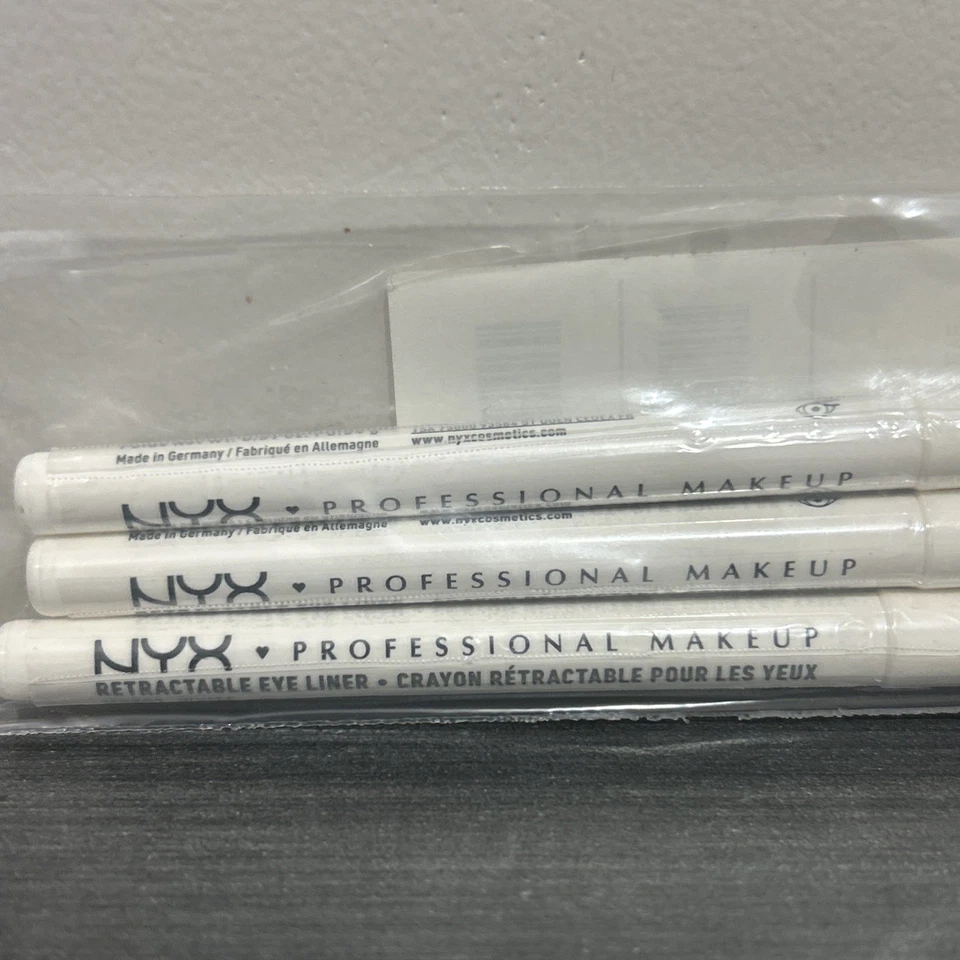 Made in Germany / Fabriqué en Allemagne
www.nyxcosmetics.com
NYX ♥ PROFESSIONAL MAKEUP
Made in Germany / Fabriqué en Allemagne
www.nyxcosmetics.com
NYX ♥ PROFESSIONAL MAKEUP
NYX ♥ PROFESSIONAL MAKEUP
RETRACTABLE EYE LINER • CRAYON RÉTRACTABLE POUR LES YEUX